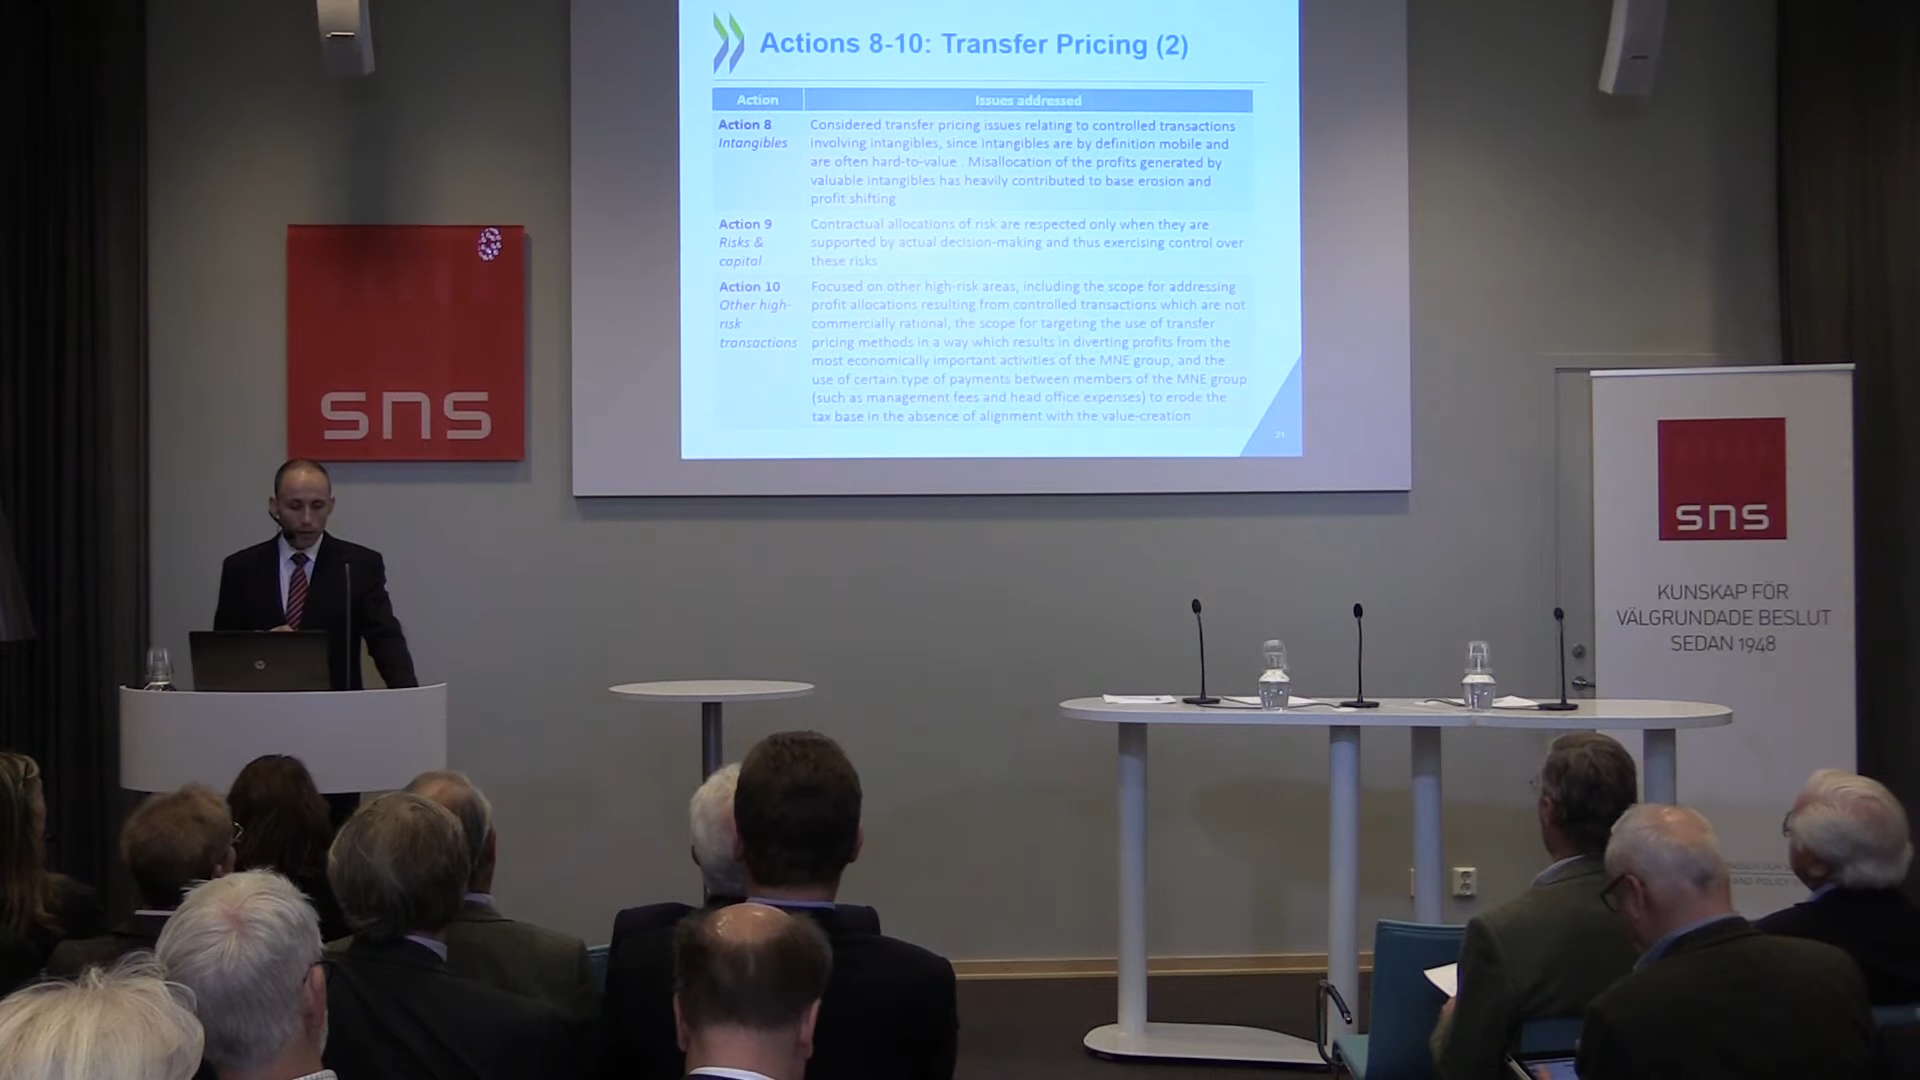 Actions 8-10: Transfer Pricing (2)
Action
Issues addressed
Action 8
Intangibles
Considered transfer pricing issues relating to controlled transactions
involving intangibles, since intangibles are by definition mobile and
are often hard-to-value . Misallocation of the profits generated by
valuable intangibles has heavily contributed to base erosion and
profit shifting
Action 9
Risks &
capital
Contractual allocations of risk are respected only when they are
supported by actual decision-making and thus exercising control over
these risks
Action 10
Other high-
risk
transactions
Focused on other high-risk areas, including the scope for addressing
profit allocations resulting from controlled transactions which are not
commercially rational, the scope for targeting the use of transfer
pricing methods in a way which results in diverting profits from the
most economically important activities of the MNE group, and the
use of certain type of payments between members of the MNE group
(such as management fees and head office expenses) to erode the
tax base in the absence of alignment with the value-creation
21
sns
sns
KUNSKAP FÖR
VÄLGRUNDADE BESLUT
SEDAN 1948
AND POLICY